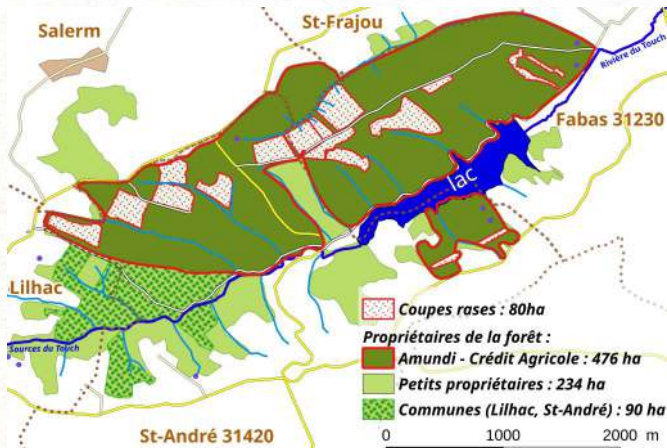 Salerm
St-Frajou
Rivière du Touch
Fabas 31230
lac
Lilhac
Sources du Touch
St-André 31420
Coupes rases : 80ha
Propriétaires de la forêt :
Amundi - Crédit Agricole : 476 ha
Petits propriétaires : 234 ha
Communes (Lilhac, St-André) : 90 ha
0 1000 2000 m